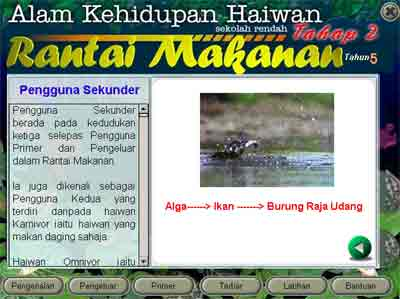 Alam Kehidupan Haiwan
sekolah rendah Tahap 2
Rantai Makanan Tahun 5
Pengguna Sekunder
Pengguna Sekunder
berada pada kedudukan
ketiga selepas Pengguna
Primer dan Pengeluar
dalam Rantai Makanan.
Ia juga dikenali sebagai
Pengguna Kedua yang
terdiri daripada haiwan
Karnivor iaitu haiwan yang
makan daging sahaja.
Haiwan Omnivor iaitu
Alga------> Ikan -------> Burung Raja Udang
Pengenalan
Pengeluar
Primer
Tertiar
Latihan
Bantuan